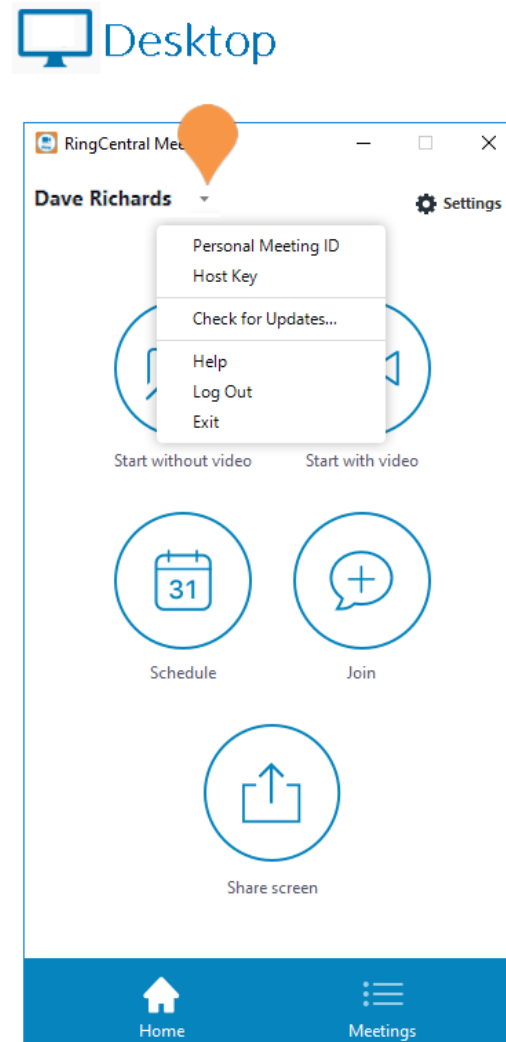 Desktop
RingCentral Mee
Dave Richards
Settings
Personal Meeting ID
Host Key
Check for Updates...
Help
Log Out
Exit
Start without video
Start with video
31
Schedule
Join
Share screen
Home
Meetings